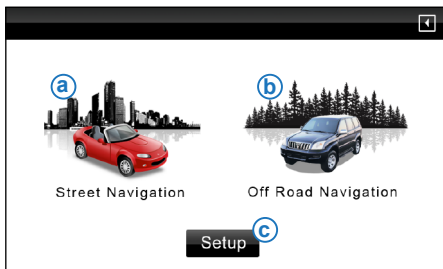 a
b
Street Navigation
Off Road Navigation
c
Setup